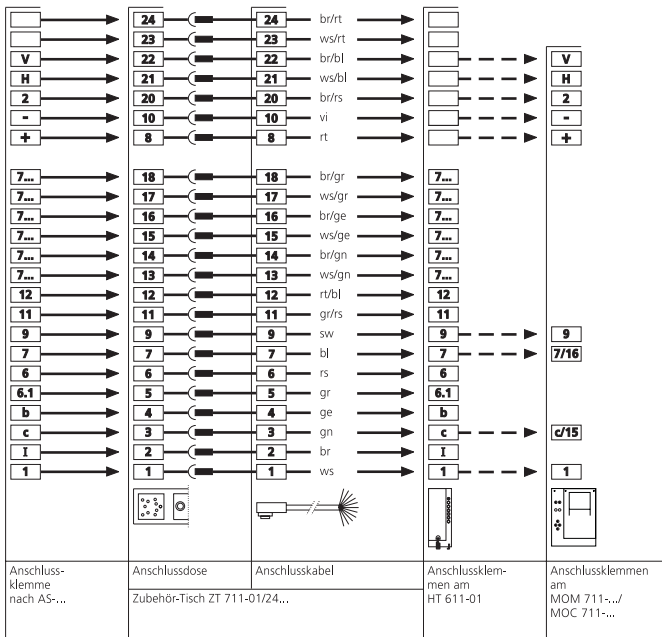 24 24 br/rt
23 23 ws/rt
V 22 22 br/bl V
H 21 21 ws/bl H
2 20 20 br/rs 2
- 10 10 vi -
+ 8 8 rt +
7... 18 18 br/gr 7...
7... 17 17 ws/gr 7...
7... 16 16 br/ge 7...
7... 15 15 ws/ge 7...
7... 14 14 br/gn 7...
7... 13 13 ws/gn 7...
12 12 12 rt/bl 12
11 11 11 gr/rs 11
9 9 9 sw 9 9
7 7 7 bl 7 7/16
6 6 6 rs 6
6.1 5 5 gr 6.1
b 4 4 ge b
c 3 3 gn c c/15
I 2 2 br I
1 1 1 ws 1 1
Anschluss-
klemme
nach AS-...
Anschlussdose
Anschlusskabel
Zubehör-Tisch ZT 711-01/24...
Anschlussklem-
men am
HT 611-01
Anschlussklemmen
am
MOM 711-.../
MOC 711-...